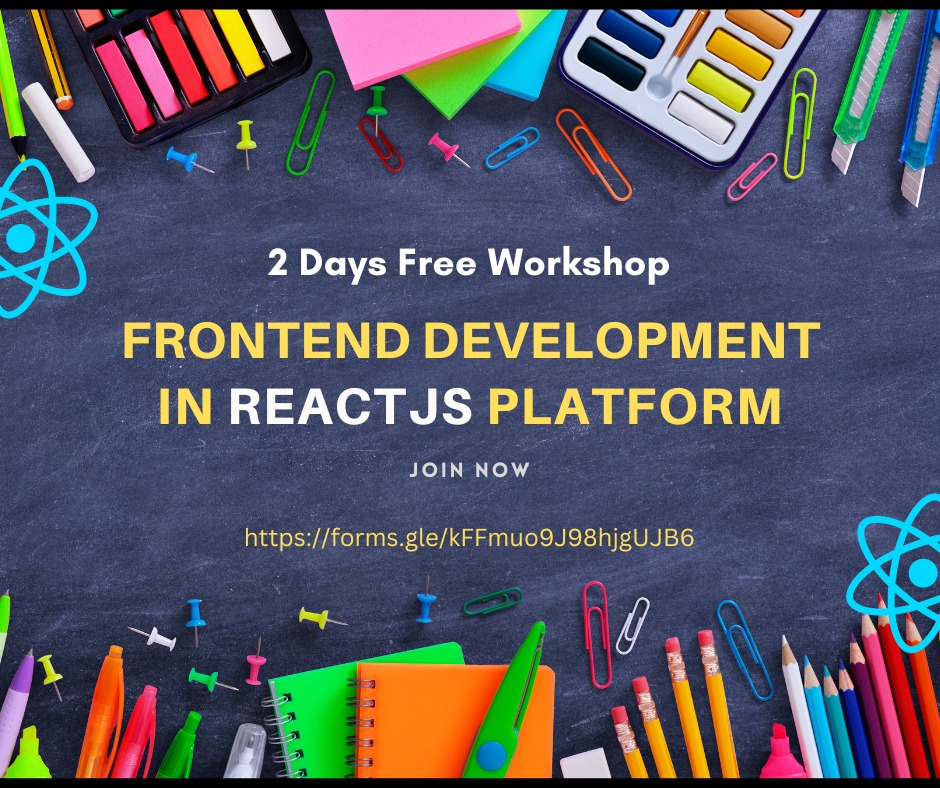 2 Days Free Workshop
FRONTEND DEVELOPMENT
IN REACTJS PLATFORM
JOIN NOW
https://forms.gle/kFFmuo9J98hjgUJB6